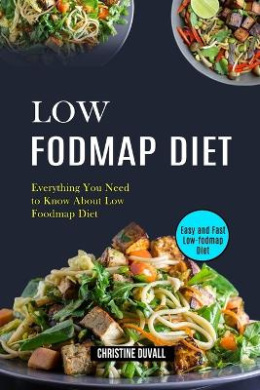 LOW
FODMAP DIET
Everything You Need
to Know About Low
Foodmap Diet
Easy and Fast
Low-fodmap
Diet
CHRISTINE DUVALL